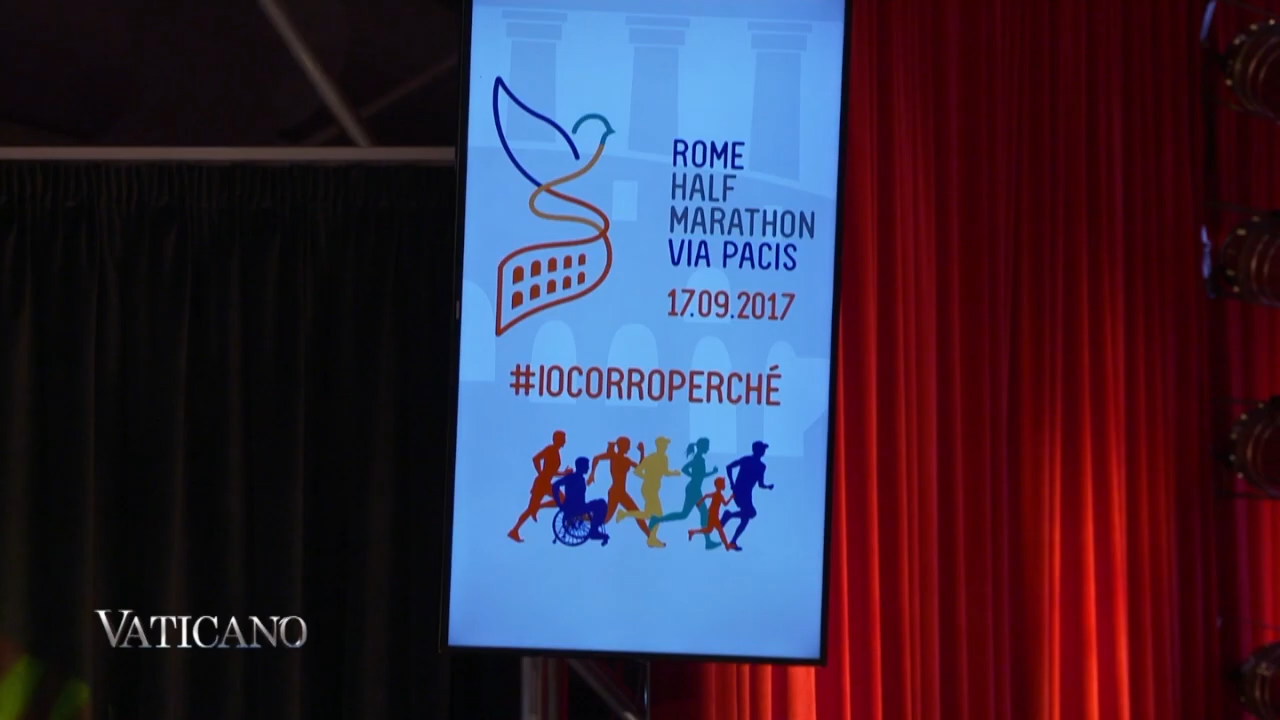 ROME
HALF
MARATHON
VIA PACIS
17.09.2017
#IOCORROPERCHÉ
VATICANO